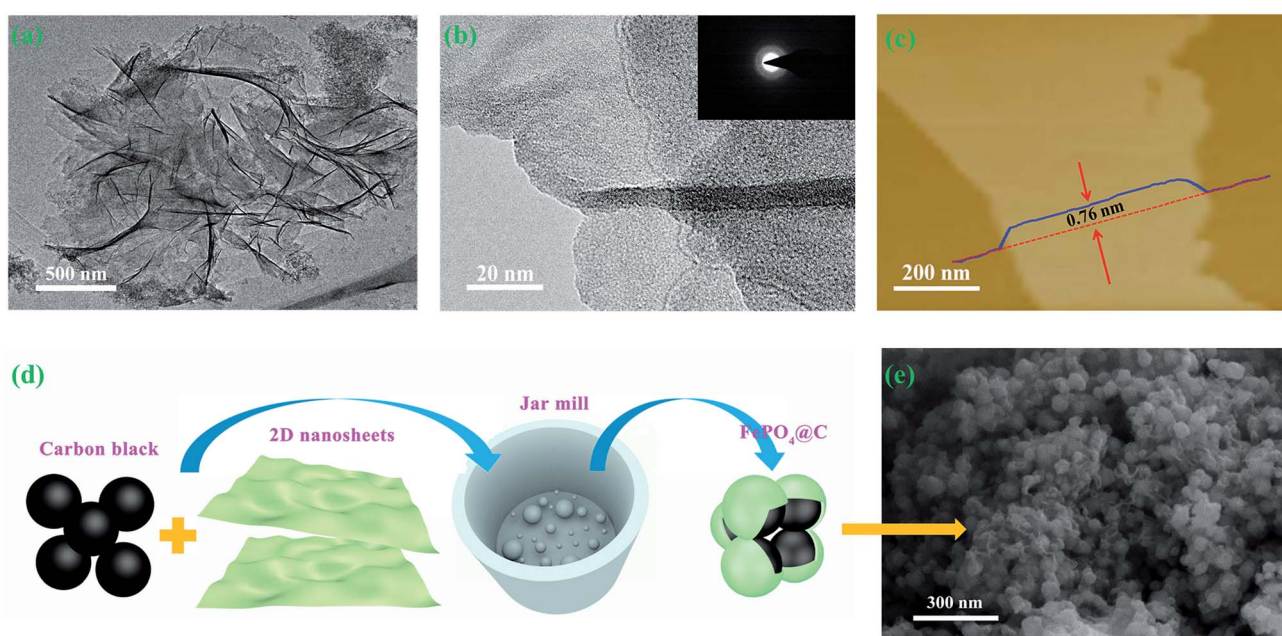 (a)
500 nm
(b)
20 nm
(c)
0.76 nm
200 nm
(d)
Carbon black
2D nanosheets
Jar mill
FePO₄@C
(e)
300 nm